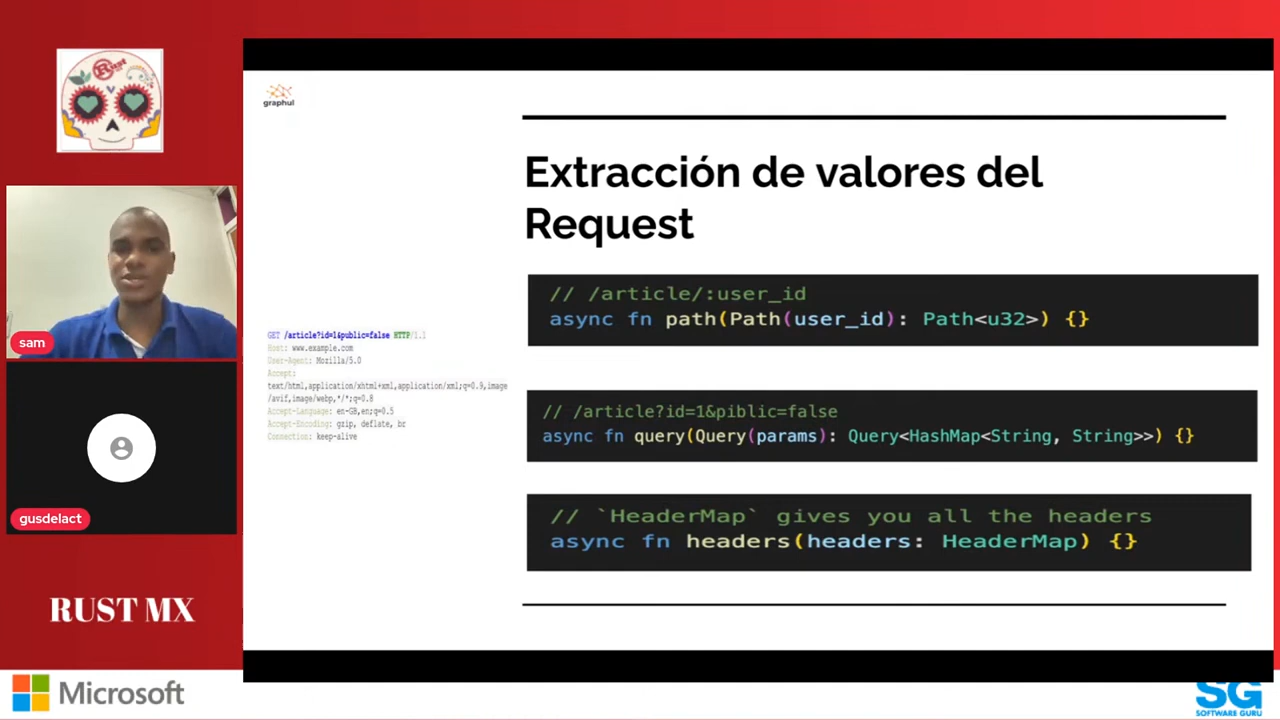 Rust
sam
gusdelact
RUST MX
Microsoft
graphul
GET /article?id=1&public=false HTTP/1.1
Host: www.example.com
User-Agent: Mozilla/5.0
Accept:
text/html,application/xhtml+xml,application/xml;q=0.9,image
/avif,image/webp,*/*;q=0.8
Accept-Language: en-GB,en;q=0.5
Accept-Encoding: gzip, deflate, br
Connection: keep-alive
Extracción de valores del
Request
// /article/:user_id
async fn path(Path(user_id): Path<u32>) {}
// /article?id=1&piblic=false
async fn query(Query(params): Query<HashMap<String, String>>) {}
// `HeaderMap` gives you all the headers
async fn headers(headers: HeaderMap) {}
SG
SOFTWARE GURU